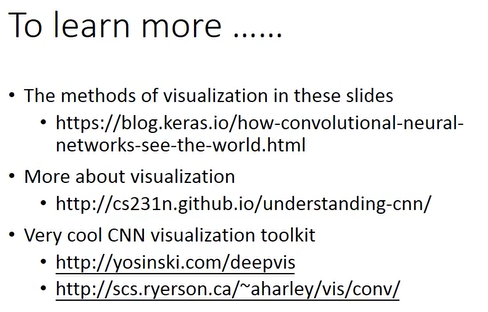 To learn more ......
• The methods of visualization in these slides
• https://blog.keras.io/how-convolutional-neural-
networks-see-the-world.html
• More about visualization
• http://cs231n.github.io/understanding-cnn/
• Very cool CNN visualization toolkit
• http://yosinski.com/deepvis
• http://scs.ryerson.ca/~aharley/vis/conv/